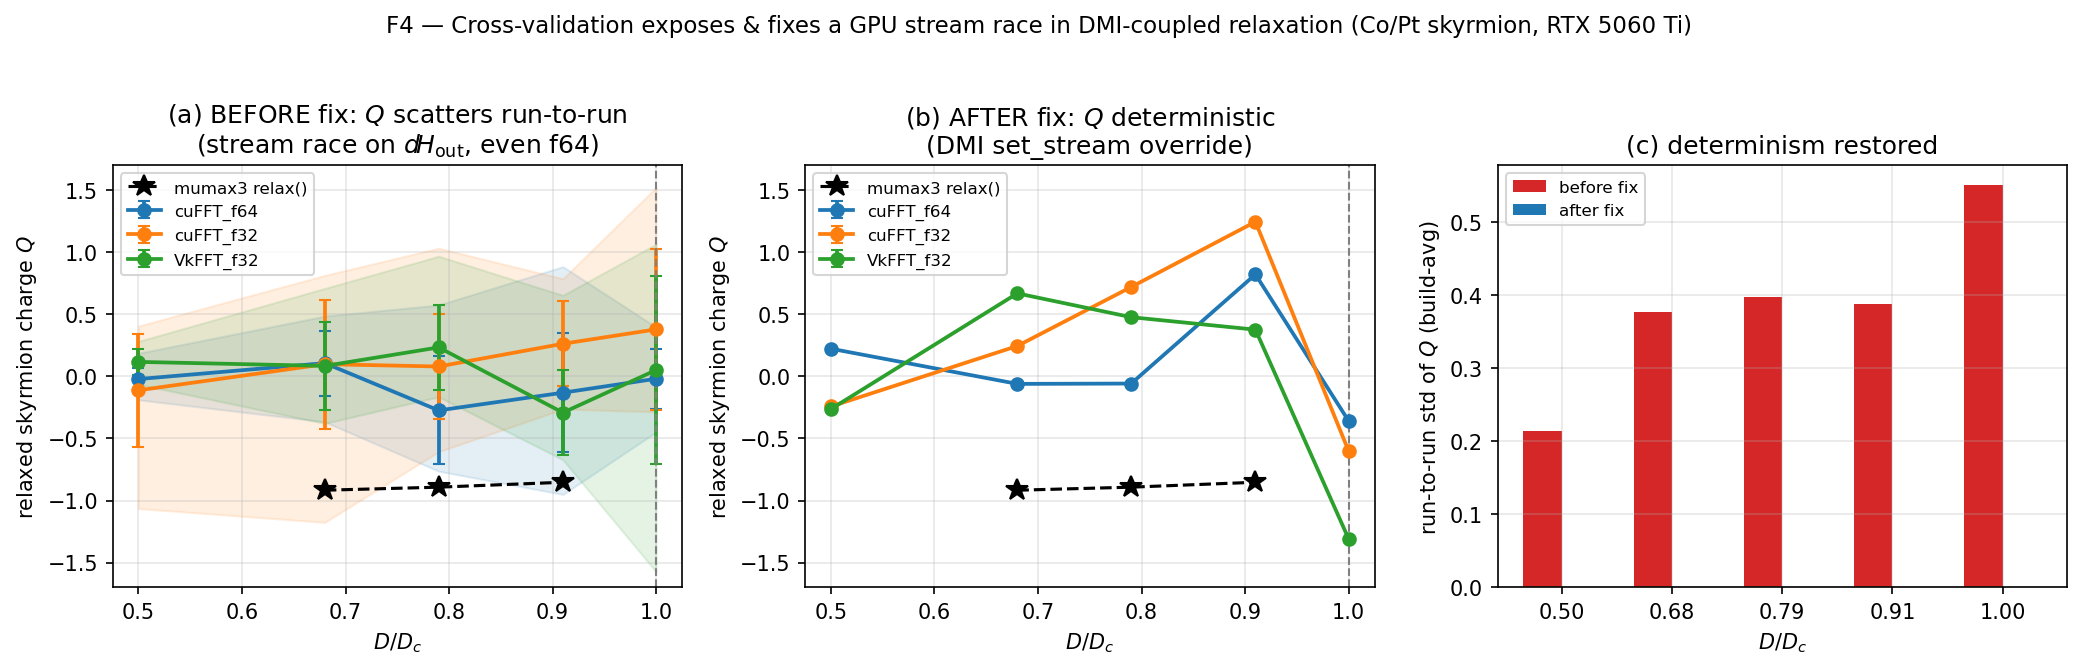 F4 — Cross-validation exposes & fixes a GPU stream race in DMI-coupled relaxation (Co/Pt skyrmion, RTX 5060 Ti)
(a) BEFORE fix: Q scatters run-to-run
(stream race on dH_out, even f64)
mumax3 relax()
cuFFT_f64
cuFFT_f32
VkFFT_f32
relaxed skyrmion charge Q
1.5
1.0
0.5
0.0
−0.5
−1.0
−1.5
0.5 0.6 0.7 0.8 0.9 1.0
D/D_c
(b) AFTER fix: Q deterministic
(DMI set_stream override)
mumax3 relax()
cuFFT_f64
cuFFT_f32
VkFFT_f32
relaxed skyrmion charge Q
1.5
1.0
0.5
0.0
−0.5
−1.0
−1.5
0.5 0.6 0.7 0.8 0.9 1.0
D/D_c
(c) determinism restored
before fix
after fix
run-to-run std of Q (build-avg)
0.5
0.4
0.3
0.2
0.1
0.0
0.50 0.68 0.79 0.91 1.00
D/D_c